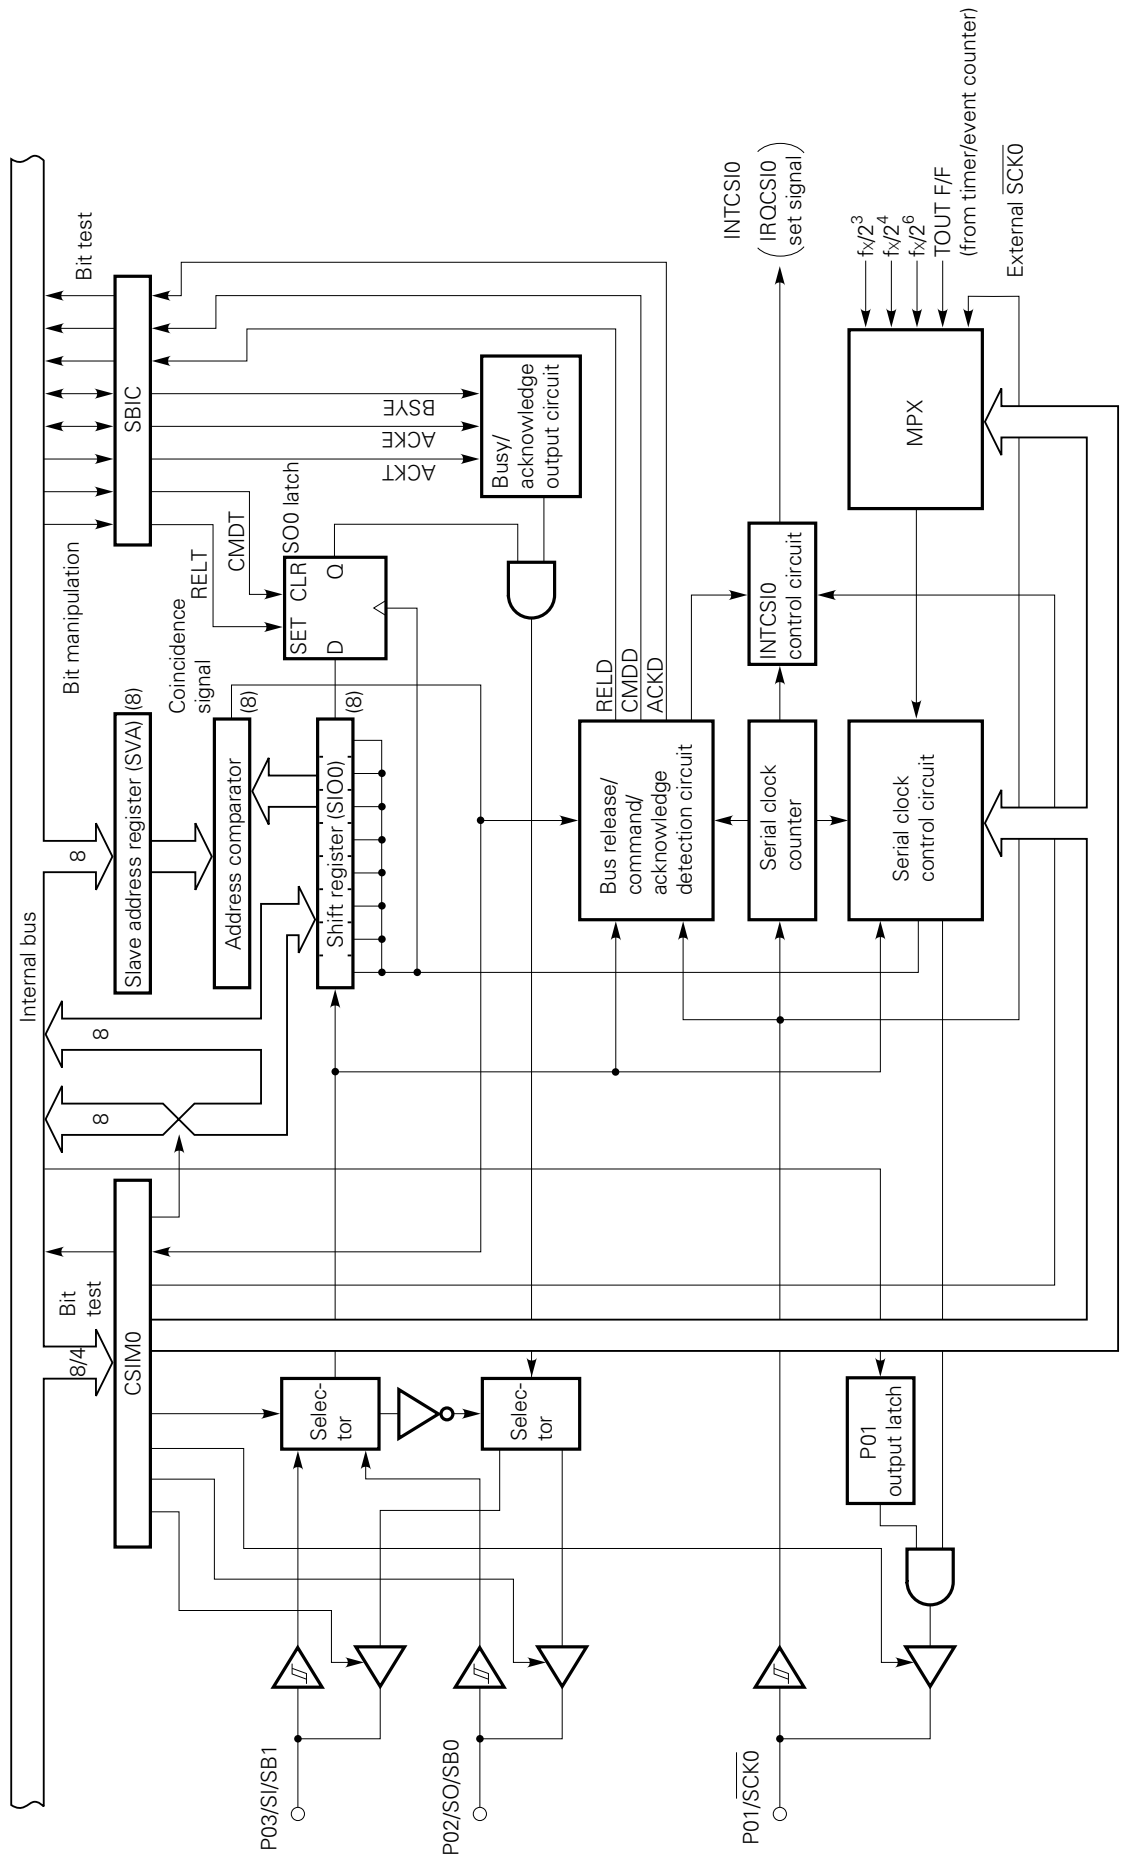 Internal bus
8/4
Bit
test
8
8
8
Bit manipulation
Bit test
CSIM0
Slave address register (SVA) (8)
SBIC
Address comparator
(8)
Coincidence
signal
RELT
CMDT
ACKT
ACKE
BSYE
Shift register (SIO0)
(8)
SET CLR
D Q
SO0 latch
Busy/
acknowledge
output circuit
P03/SI/SB1
Selec-
tor
P02/SO/SB0
Selec-
tor
Bus release/
command/
acknowledge
detection circuit
RELD
CMDD
ACKD
INTCSI0
(IRQCSI0
set signal)
P01/SCK0
Serial clock
counter
INTCSI0
control circuit
P01
output latch
Serial clock
control circuit
MPX
fx/2³
fx/2⁴
fx/2⁶
TOUT F/F
(from timer/event counter)
External SCK0